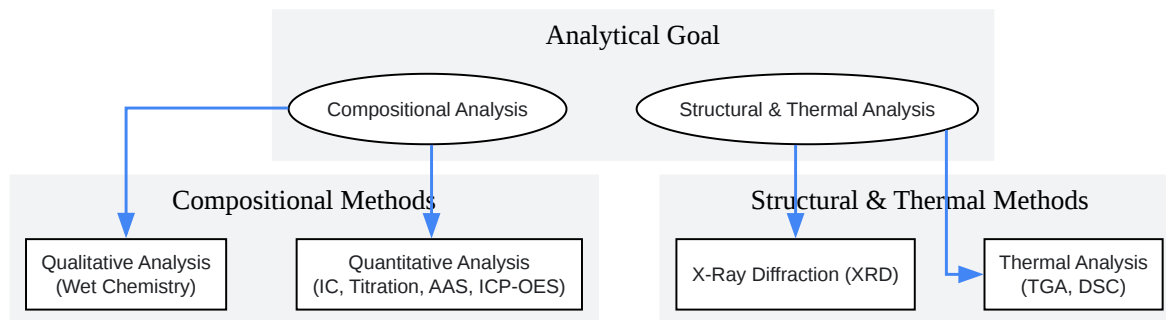 Analytical Goal
Compositional Analysis
Structural & Thermal Analysis
Compositional Methods
Structural & Thermal Methods
Qualitative Analysis
(Wet Chemistry)
Quantitative Analysis
(IC, Titration, AAS, ICP-OES)
X-Ray Diffraction (XRD)
Thermal Analysis
(TGA, DSC)